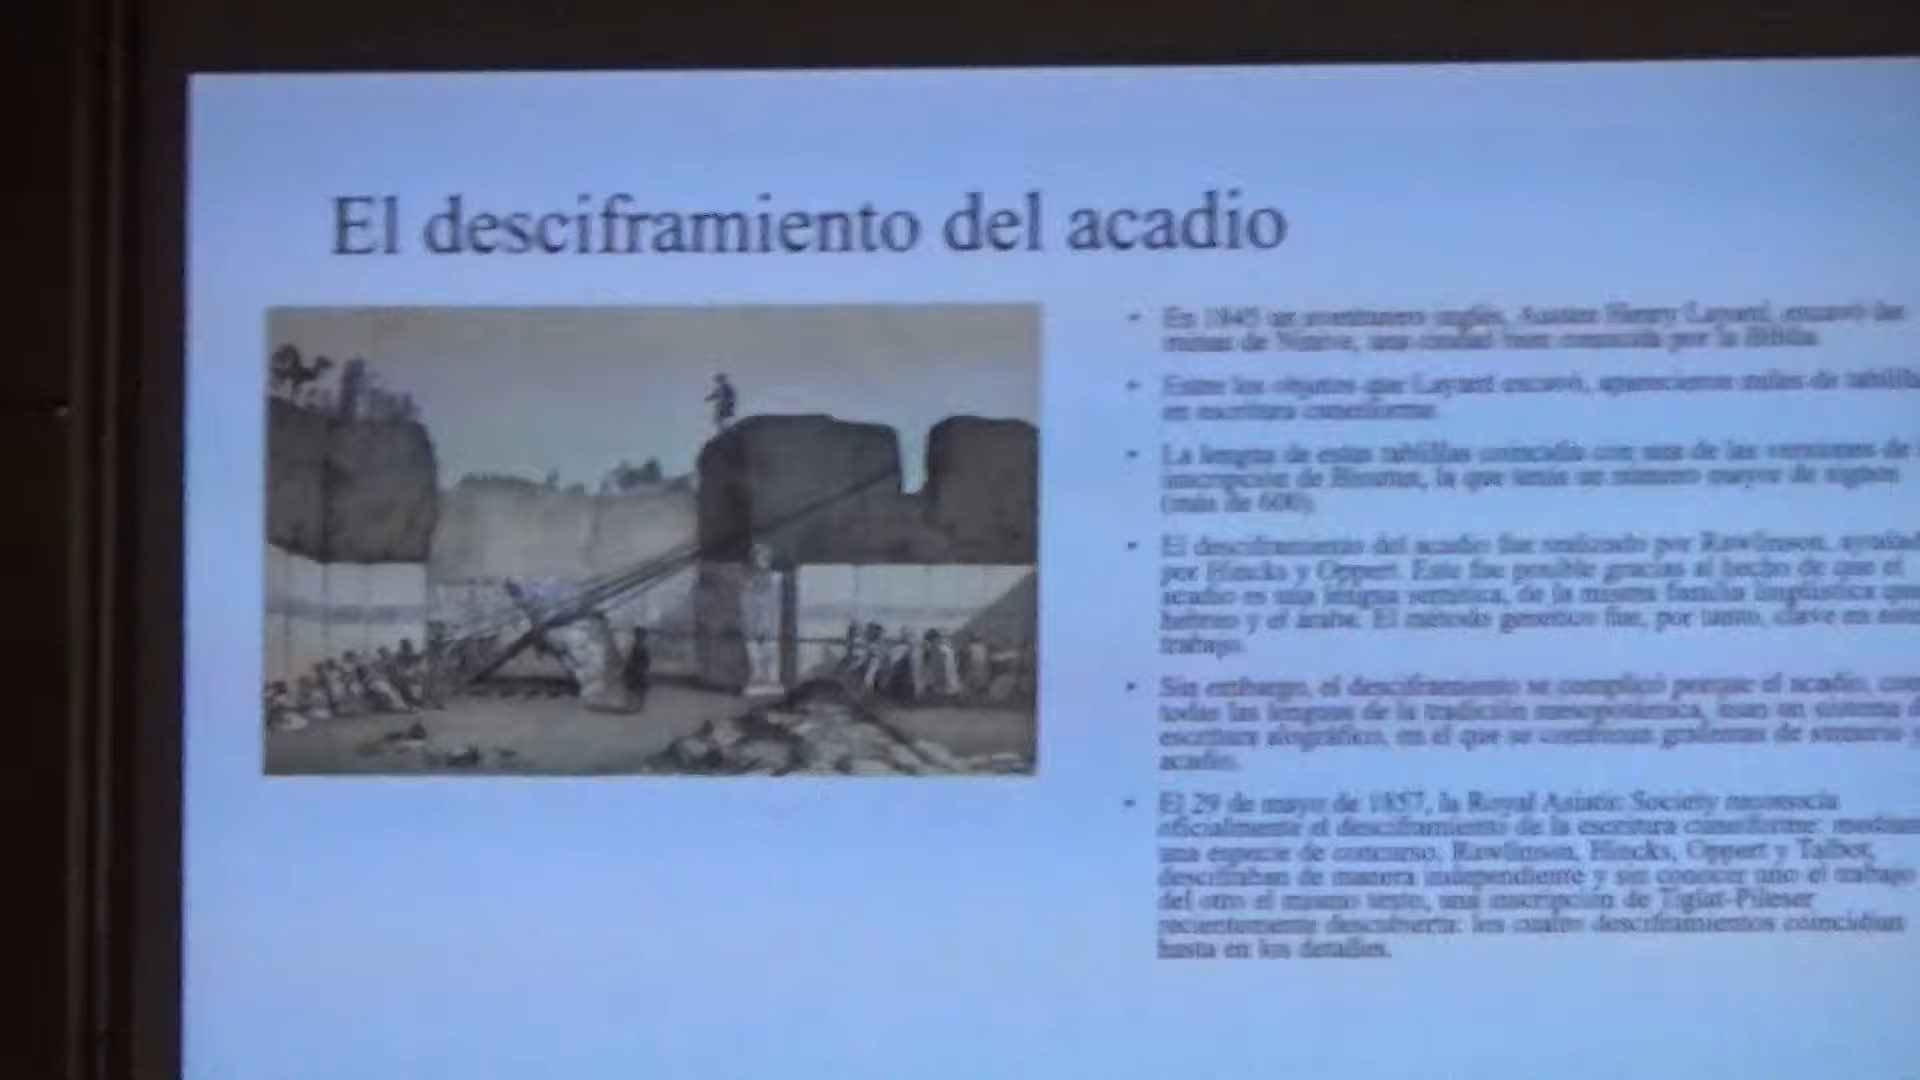 El desciframiento del acadio
• En 1845 un aventurero inglés, Austen Henry Layard, excavó las
ruinas de Nínive, una ciudad bien conocida por la Biblia.
• Entre los objetos que Layard excavó, aparecieron miles de
en escritura cuneiforme.
• La lengua de estas tablillas coincidía con una de las versiones de
inscripción de Bisutun, la que tenía un número mayor de signos
(más de 600).
• El desciframiento del acadio fue realizado por Rawlinson,
por Hincks y Oppert. Este fue posible gracias al hecho de que el
acadio es una lengua semítica, de la misma familia lingüística que
hebreo y el árabe. El método genético fue, por tanto, clave en
trabajo.
• Sin embargo, el desciframiento se complicó porque el acadio,
todas las lenguas de la tradición mesopotámica, usan un sistema
escritura alográfico, en el que se combinan grafemas de sumerio
acadio.
• El 29 de mayo de 1857, la Royal Asiatic Society reconocía
oficialmente el desciframiento de la escritura cuneiforme:
una especie de concurso, Rawlinson, Hincks, Oppert y Talbot,
descifraban de manera independiente y sin conocer uno el trabajo
del otro el mismo texto, una inscripción de Tiglat-Pileser
recientemente descubierta: los cuatro desciframientos coincidían
hasta en los detalles.